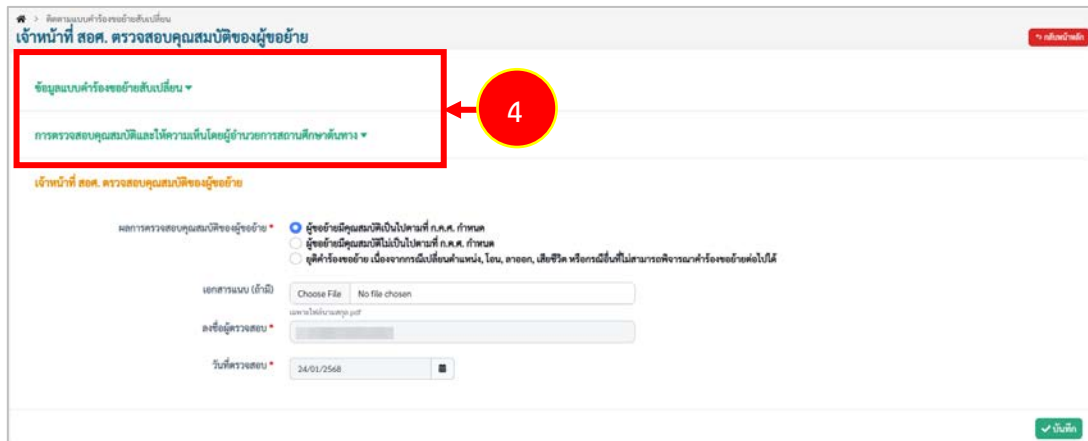 ติดตามแบบคำร้องขอย้ายสับเปลี่ยน
เจ้าหน้าที่ สอศ. ตรวจสอบคุณสมบัติของผู้ขอย้าย
กลับหน้าหลัก
ข้อมูลแบบคำร้องขอย้ายสับเปลี่ยน
4
การตรวจสอบคุณสมบัติและให้ความเห็นโดยผู้อำนวยการสถานศึกษาต้นทาง
เจ้าหน้าที่ สอศ. ตรวจสอบคุณสมบัติของผู้ขอย้าย
ผลการตรวจสอบคุณสมบัติของผู้ขอย้าย * ผู้ขอย้ายมีคุณสมบัติเป็นไปตามที่ ก.ค.ศ. กำหนด
ผู้ขอย้ายมีคุณสมบัติไม่เป็นไปตามที่ ก.ค.ศ. กำหนด
ยุติคำร้องขอย้าย เนื่องจากกรณีเปลี่ยนตำแหน่ง, โอน, ลาออก, เสียชีวิต หรือกรณีอื่นที่ไม่สามารถพิจารณาคำร้องขอย้ายต่อไปได้
เอกสารแนบ (ถ้ามี) Choose File No file chosen
เฉพาะไฟล์นามสกุล pdf
ลงชื่อผู้ตรวจสอบ *
วันที่ตรวจสอบ * 24/01/2568
บันทึก